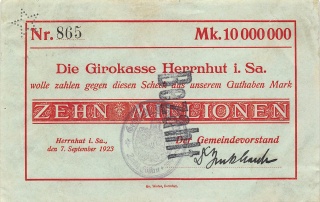 Nr. 865 Mk. 10 000 000
Die Girokasse Herrnhut i. Sa.
wolle zahlen gegen diesen Scheck aus unserem Guthaben Mark
ZEHN MILLIONEN
Herrnhut i. Sa.,
den 7. September 1923
Der Gemeindevorstand